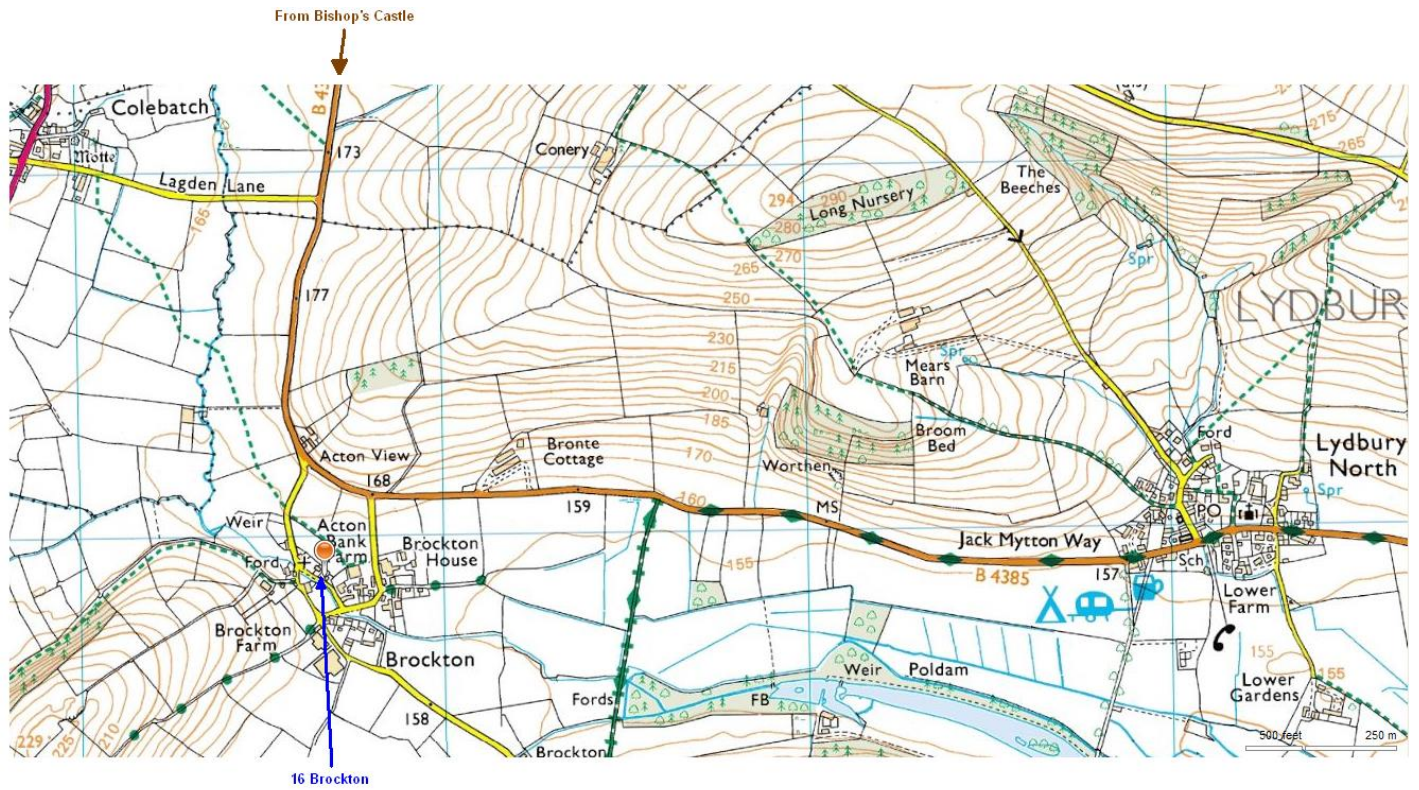 From Bishop's Castle
Colebatch
Motte
Lagden Lane
165
173
177
Conery
294
290
Long Nursery
280
270
265
250
230
215
200
185
170
The
Beeches
Spr
275
265
LYDBUR
Mears
Barn
Spr
Broom
Bed
Worthen
Ford
Lydbury
North
Spr
PO
Acton View
168
Bronte
Cottage
159
160
MS
155
Jack Mytton Way
B 4385
157
Sch
Lower
Farm
Weir
Acton
Bank
Farm
Ford
Brockton
House
Brockton
Farm
Brockton
158
229
225
210
Fords
FB
Weir
Poldam
Brockton
155
155
Lower
Gardens
500 feet
250 m
16 Brockton